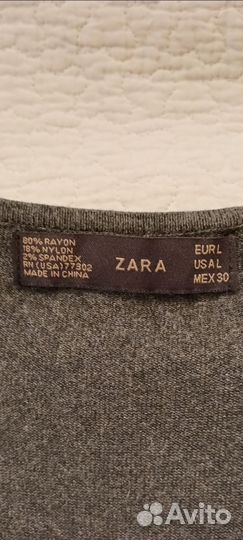 80% RAYON
18% NYLON
2% SPANDEX
RN (USA) 77302
MADE IN CHINA
ZARA
EUR L
USA L
MEX 30
Avito